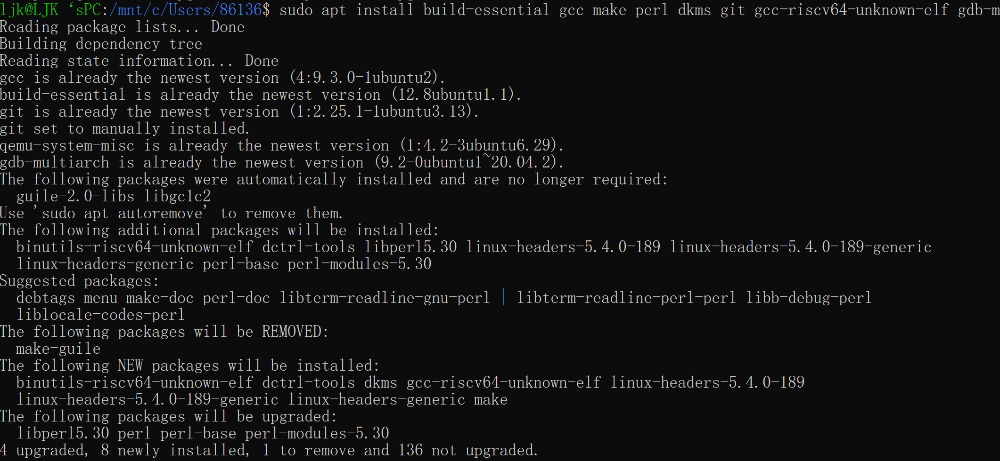 ljk@LJK ‘sPC:/mnt/c/Users/86136$ sudo apt install build-essential gcc make perl dkms git gcc-riscv64-unknown-elf gdb-m
Reading package lists... Done
Building dependency tree
Reading state information... Done
gcc is already the newest version (4:9.3.0-1ubuntu2).
build-essential is already the newest version (12.8ubuntu1.1).
git is already the newest version (1:2.25.1-1ubuntu3.13).
git set to manually installed.
qemu-system-misc is already the newest version (1:4.2-3ubuntu6.29).
gdb-multiarch is already the newest version (9.2-0ubuntu1~20.04.2).
The following packages were automatically installed and are no longer required:
  guile-2.0-libs libgc1c2
Use 'sudo apt autoremove' to remove them.
The following additional packages will be installed:
  binutils-riscv64-unknown-elf dctrl-tools libperl5.30 linux-headers-5.4.0-189 linux-headers-5.4.0-189-generic
  linux-headers-generic perl-base perl-modules-5.30
Suggested packages:
  debtags menu make-doc perl-doc libterm-readline-gnu-perl | libterm-readline-perl-perl libb-debug-perl
  liblocale-codes-perl
The following packages will be REMOVED:
  make-guile
The following NEW packages will be installed:
  binutils-riscv64-unknown-elf dctrl-tools dkms gcc-riscv64-unknown-elf linux-headers-5.4.0-189
  linux-headers-5.4.0-189-generic linux-headers-generic make
The following packages will be upgraded:
  libperl5.30 perl perl-base perl-modules-5.30
4 upgraded, 8 newly installed, 1 to remove and 136 not upgraded.